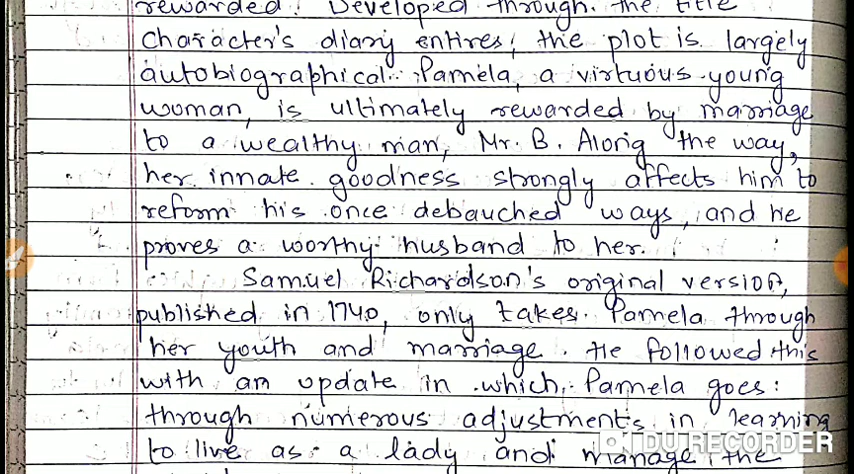 rewarded. Developed through the title
character's diary entires, the plot is largely
autobiographical. Pamela, a virtuous young
woman, is ultimately rewarded by marriage
to a wealthy man, Mr. B. Along the way,
her innate goodness strongly affects him to
reform his once debauched ways, and he
proves a worthy husband to her.
Samuel Richardson's original version,
published in 1740, only takes Pamela through
her youth and marriage. He followed this
with an update in which Pamela goes
through numerous adjustments in learning
to live as a lady and manage the
DU RECORDER